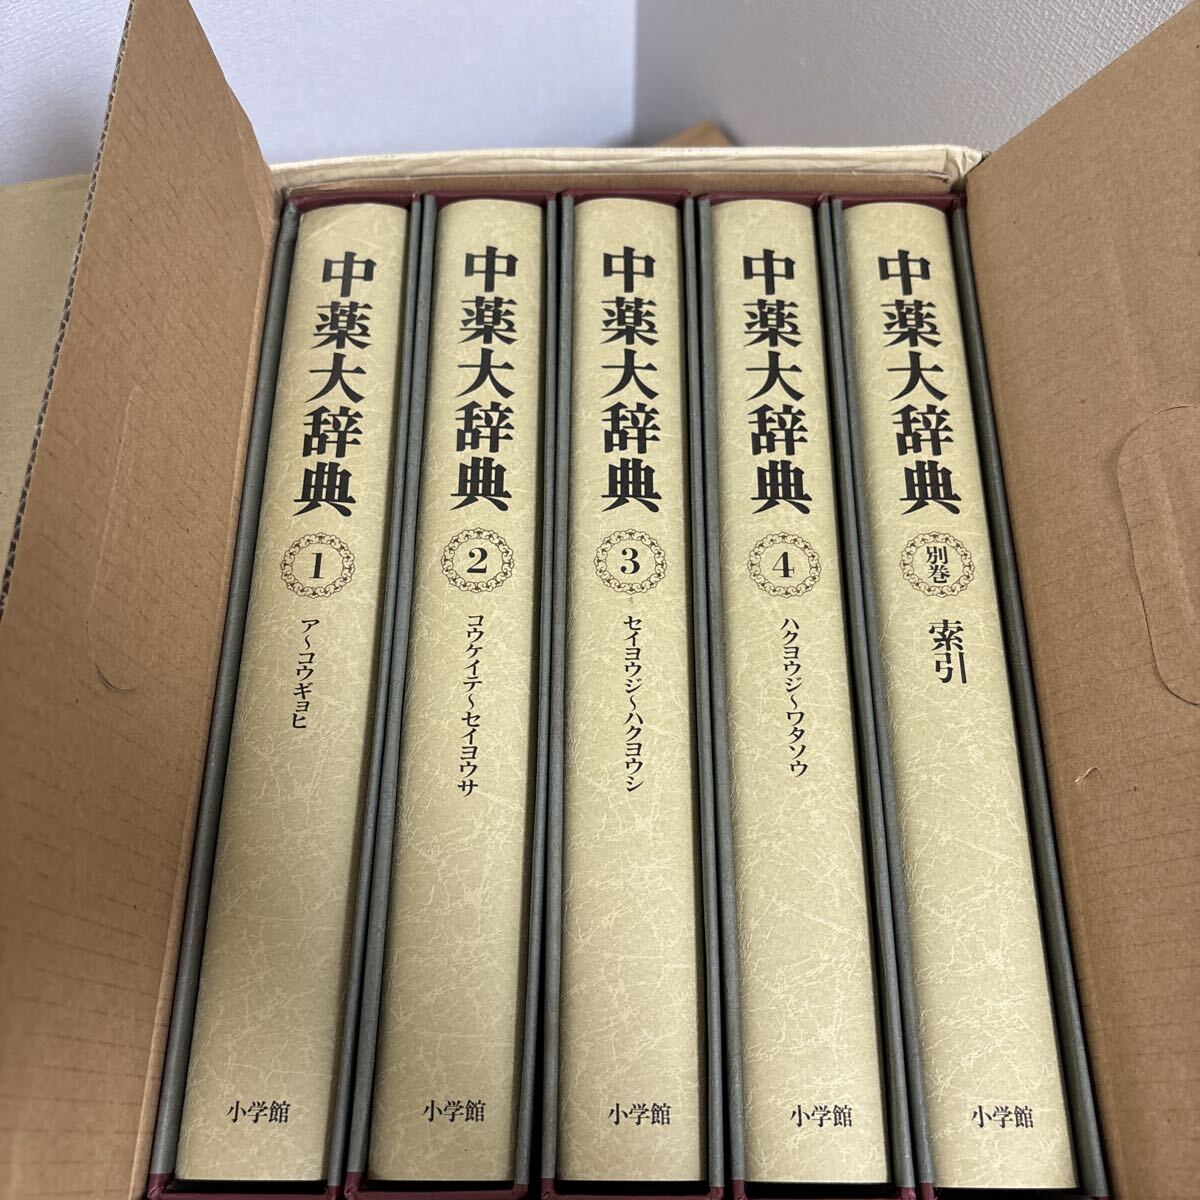 中薬大辞典
1
ア〜コウギョヒ
小学館
中薬大辞典
2
コウケイテ〜セイヨウサ
小学館
中薬大辞典
3
セイヨウジ〜ハクヨウシ
小学館
中薬大辞典
4
ハクヨウジ〜ワタソウ
小学館
中薬大辞典
別巻
索引
小学館